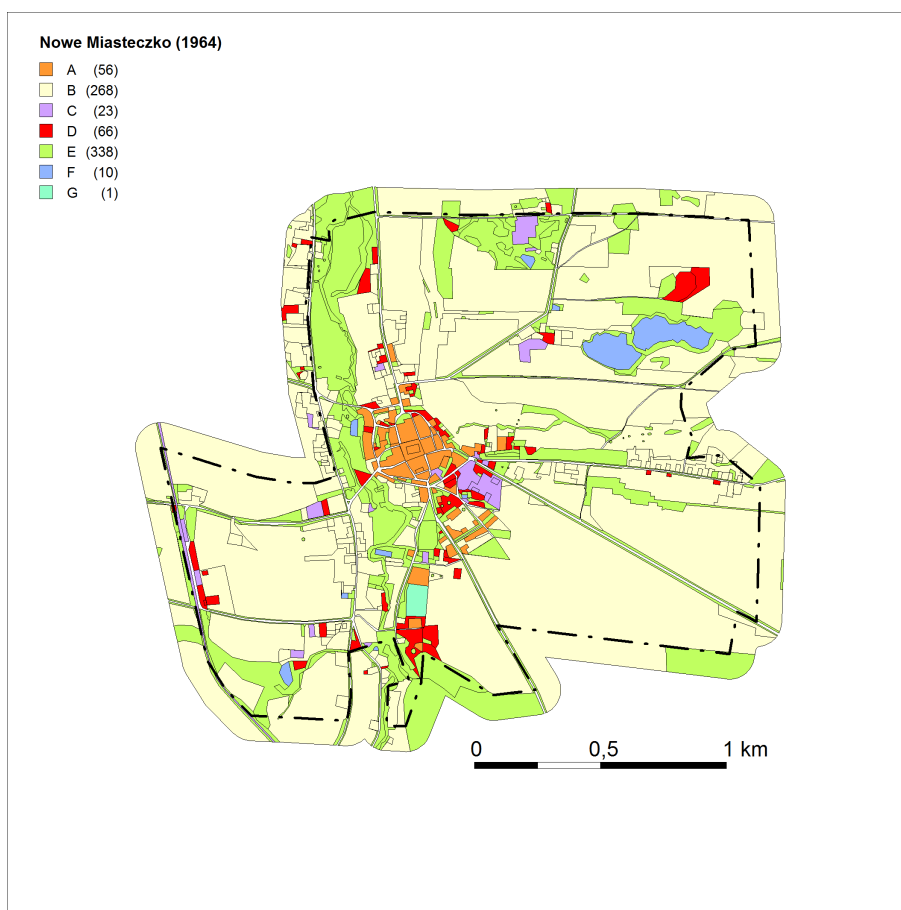 Nowe Miasteczko (1964)
A (56)
B (268)
C (23)
D (66)
E (338)
F (10)
G (1)
0 0,5 1 km